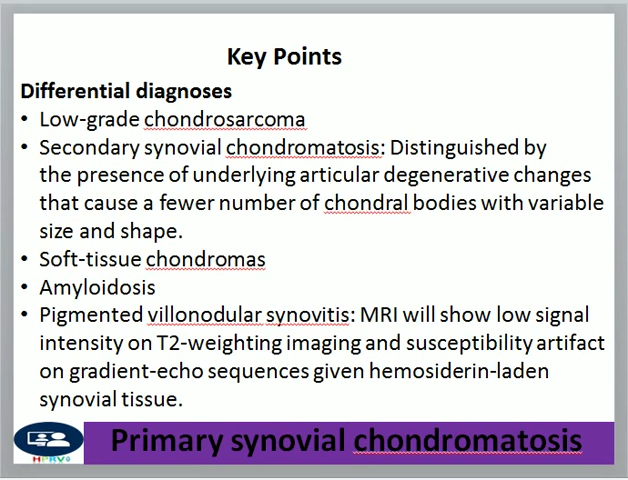 Key Points
Differential diagnoses
• Low-grade chondrosarcoma
• Secondary synovial chondromatosis: Distinguished by
the presence of underlying articular degenerative changes
that cause a fewer number of chondral bodies with variable
size and shape.
• Soft-tissue chondromas
• Amyloidosis
• Pigmented villonodular synovitis: MRI will show low signal
intensity on T2-weighting imaging and susceptibility artifact
on gradient-echo sequences given hemosiderin-laden
synovial tissue.
Primary synovial chondromatosis
HPRV